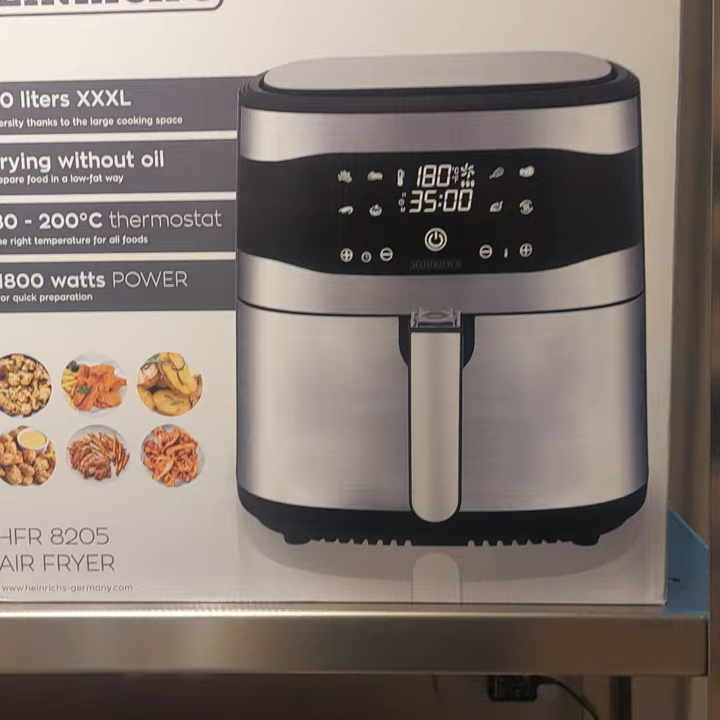 0 liters XXXL
ersity thanks to the large cooking space
rying without oil
epare food in a low-fat way
80 - 200°C thermostat
he right temperature for all foods
1800 watts POWER
or quick preparation
180°C
35:00
HEINRICH'S
HFR 8205
AIR FRYER
www.heinrichs-germany.com